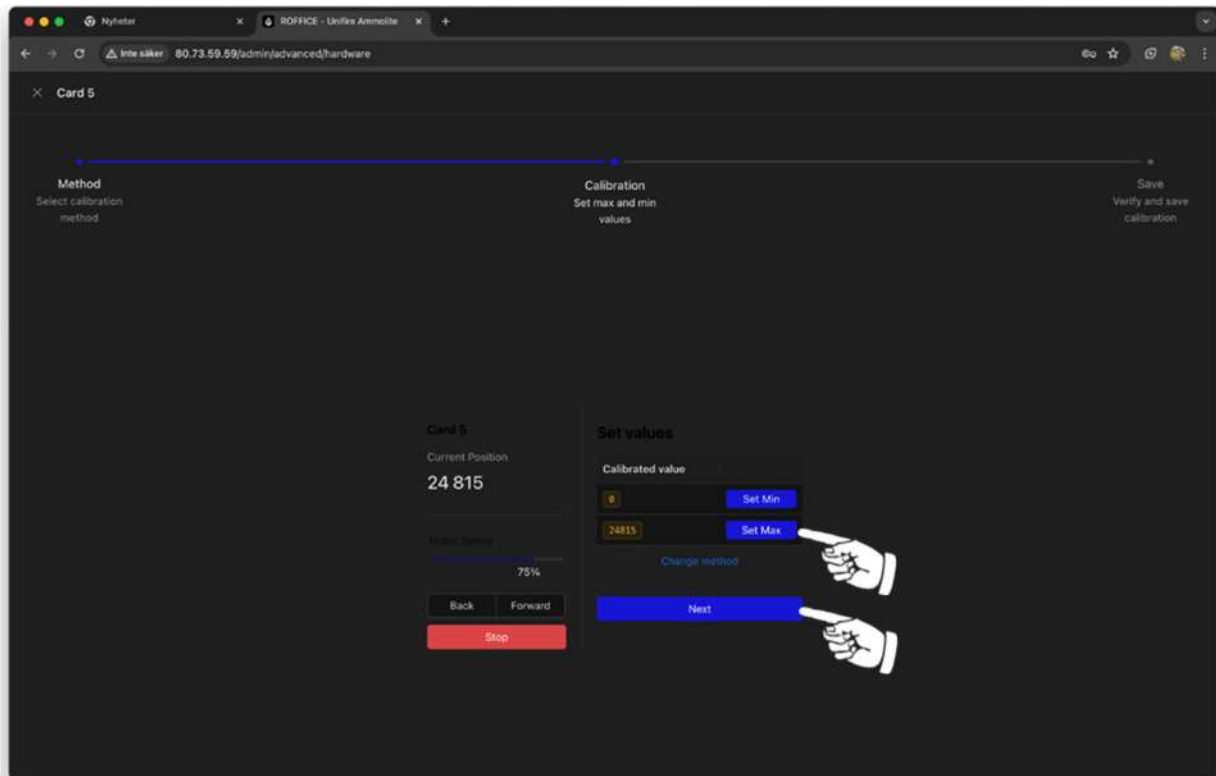 Nyheter
ROFFICE - Unifire Ammolite
Inte säker 80.73.59.59/admin/advanced/hardware
Card 5
Method
Select calibration
method
Calibration
Set max and min
values
Save
Verify and save
calibration
Card 5
Current Position
24 815
Motor Speed
75%
Back Forward
Stop
Set values
Calibrated value
0 Set Min
24815 Set Max
Change method
Next